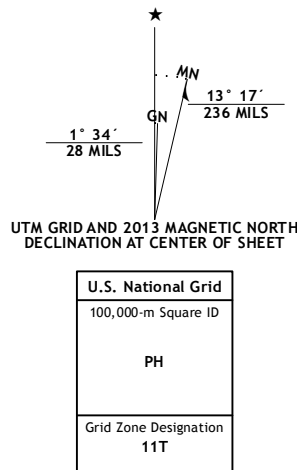 MN
GN
13° 17´
236 MILS
1° 34´
28 MILS
UTM GRID AND 2013 MAGNETIC NORTH
DECLINATION AT CENTER OF SHEET
U.S. National Grid
100,000-m Square ID
PH
Grid Zone Designation
11T